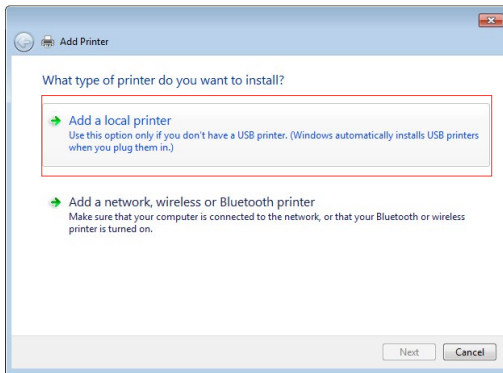 Add Printer
What type of printer do you want to install?
Add a local printer
Use this option only if you don't have a USB printer. (Windows automatically installs USB printers
when you plug them in.)
Add a network, wireless or Bluetooth printer
Make sure that your computer is connected to the network, or that your Bluetooth or wireless
printer is turned on.
Next Cancel